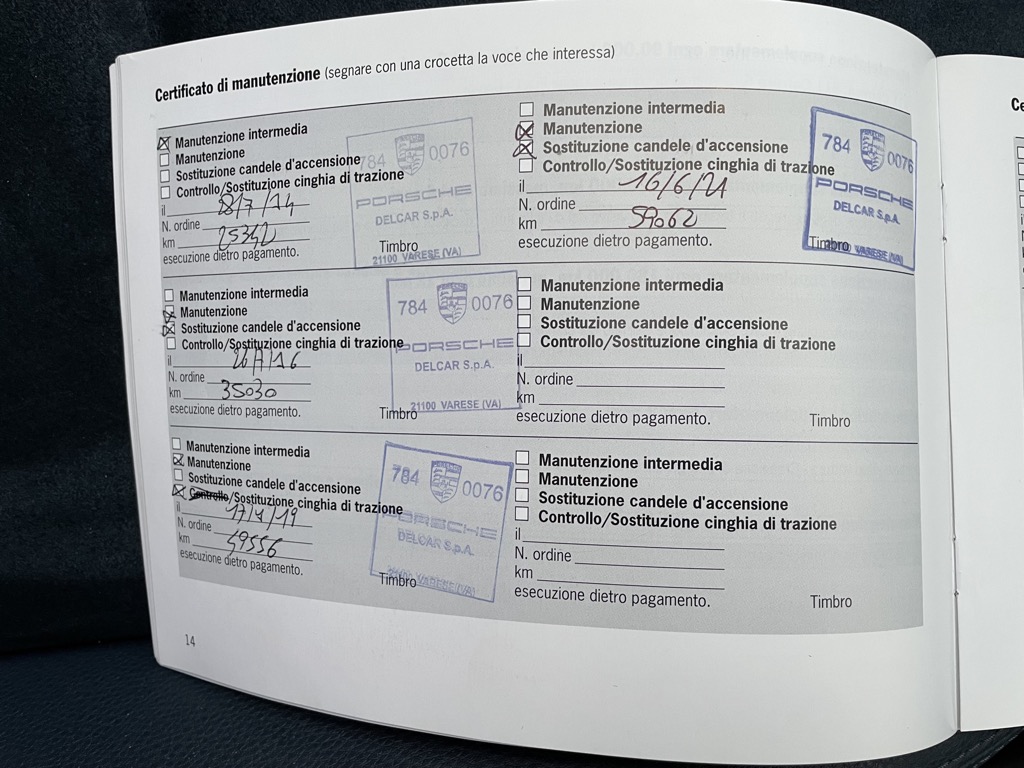 Certificato di manutenzione (segnare con una crocetta la voce che interessa)
Manutenzione intermedia
Manutenzione
Sostituzione candele d'accensione
Controllo/Sostituzione cinghia di trazione
il 28/7/14
N. ordine
km 25342
esecuzione dietro pagamento.
Timbro
784 0076
PORSCHE
DELCAR S.p.A.
21100 VARESE (VA)
Manutenzione intermedia
Manutenzione
Sostituzione candele d'accensione
Controllo/Sostituzione cinghia di trazione
il
N. ordine
km 35030
esecuzione dietro pagamento.
Timbro
784 0076
PORSCHE
DELCAR S.p.A.
21100 VARESE (VA)
Manutenzione intermedia
Manutenzione
Sostituzione candele d'accensione
Controllo/Sostituzione cinghia di trazione
il
N. ordine
km 49556
esecuzione dietro pagamento.
Timbro
784 0076
PORSCHE
DELCAR S.p.A.
VARESE (VA)
Manutenzione intermedia
Manutenzione
Sostituzione candele d'accensione
Controllo/Sostituzione cinghia di trazione
il 16/6/21
N. ordine
km 59062
esecuzione dietro pagamento.
Timbro
784 0076
PORSCHE
DELCAR S.p.A.
VARESE (VA)
Manutenzione intermedia
Manutenzione
Sostituzione candele d'accensione
Controllo/Sostituzione cinghia di trazione
il
N. ordine
km
esecuzione dietro pagamento.
Timbro
Manutenzione intermedia
Manutenzione
Sostituzione candele d'accensione
Controllo/Sostituzione cinghia di trazione
il
N. ordine
km
esecuzione dietro pagamento.
Timbro
14
Ce